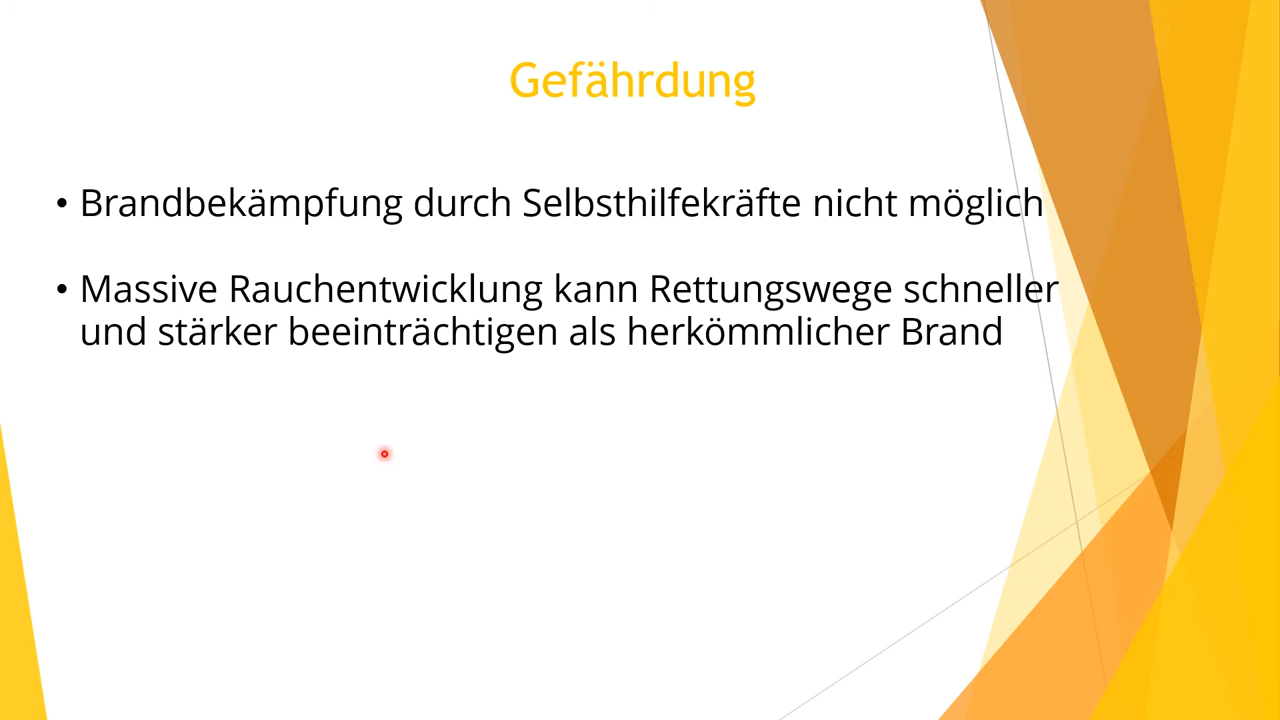 Gefährdung
• Brandbekämpfung durch Selbsthilfekräfte nicht möglich
• Massive Rauchentwicklung kann Rettungswege schneller
und stärker beeinträchtigen als herkömmlicher Brand